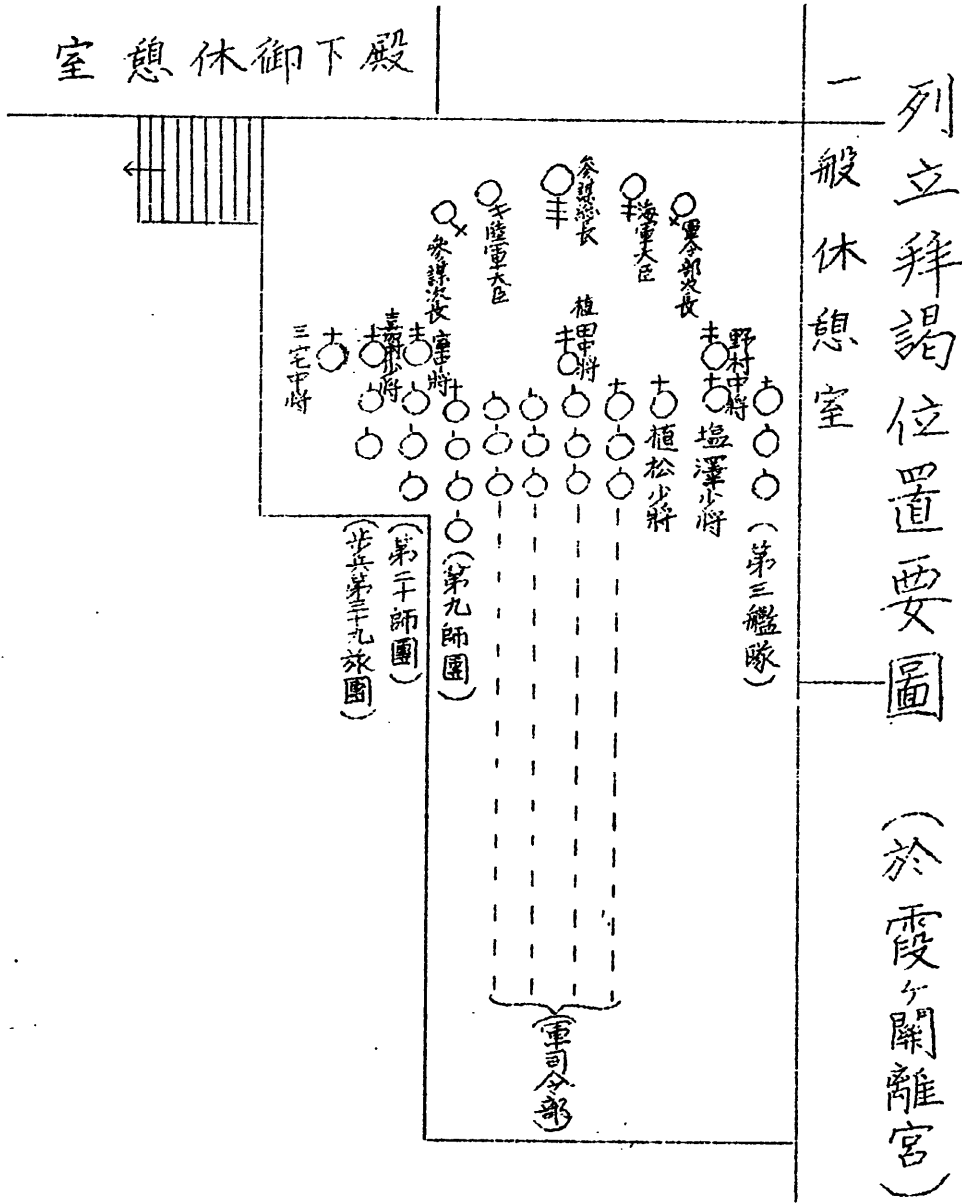 列立拜謁位置要圖　(於霞ヶ關離宮)
一般休憩室
殿下御休憩室
軍令部次長
海軍大臣
參謀總長
陸軍大臣
參謀次長
野村中將
塩澤少將
植松少將
植田中將
三宅中將
(第三艦隊)
(軍司令部)
(第九師團)
(第二十師團)
(步兵第三十九旅團)